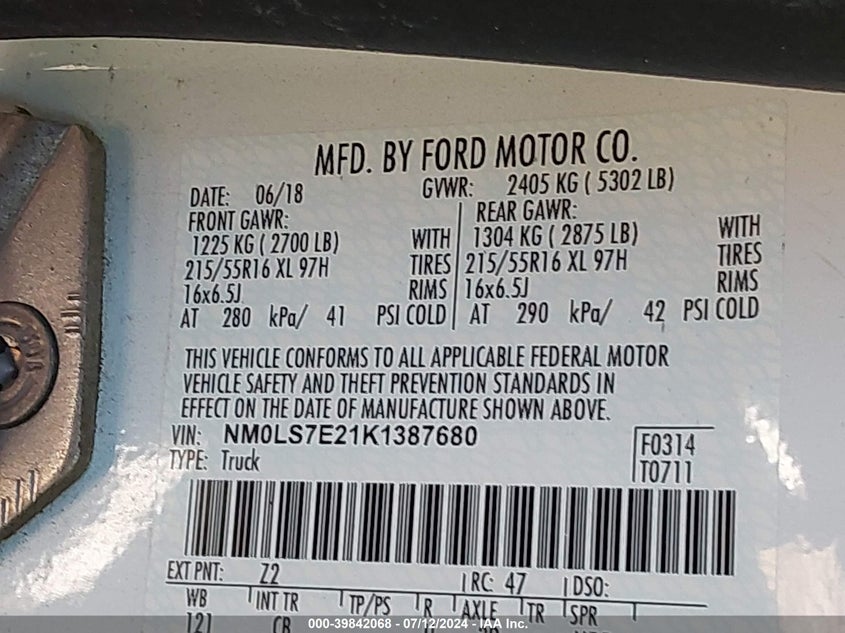 MFD. BY FORD MOTOR CO.
DATE: 06/18 GVWR: 2405 KG ( 5302 LB)
FRONT GAWR: REAR GAWR:
1225 KG ( 2700 LB) WITH 1304 KG ( 2875 LB) WITH
215/55R16 XL 97H TIRES 215/55R16 XL 97H TIRES
16x6.5J RIMS 16x6.5J RIMS
AT 280 kPa/ 41 PSI COLD AT 290 kPa/ 42 PSI COLD
THIS VEHICLE CONFORMS TO ALL APPLICABLE FEDERAL MOTOR
VEHICLE SAFETY AND THEFT PREVENTION STANDARDS IN
EFFECT ON THE DATE OF MANUFACTURE SHOWN ABOVE.
VIN: NM0LS7E21K1387680
F0314
TYPE: Truck
T0711
EXT PNT: Z2 RC: 47 DSO:
WB INT TR TP/PS R AXLE TR SPR
121 CB
000-39842068 - 07/12/2024 - IAA Inc.